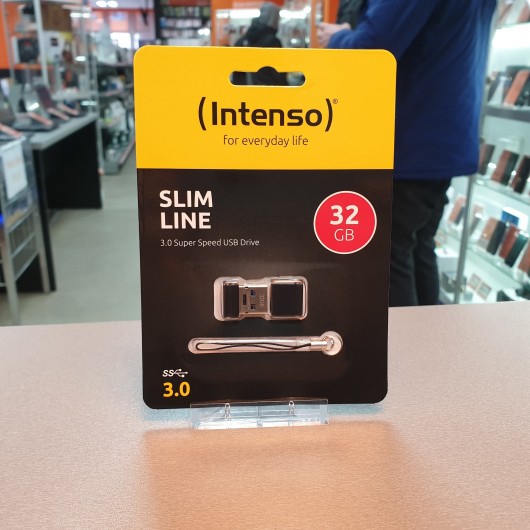 (Intenso)®
for everyday life
SLIM
LINE
3.0 Super Speed USB Drive
32
GB
SS
3.0